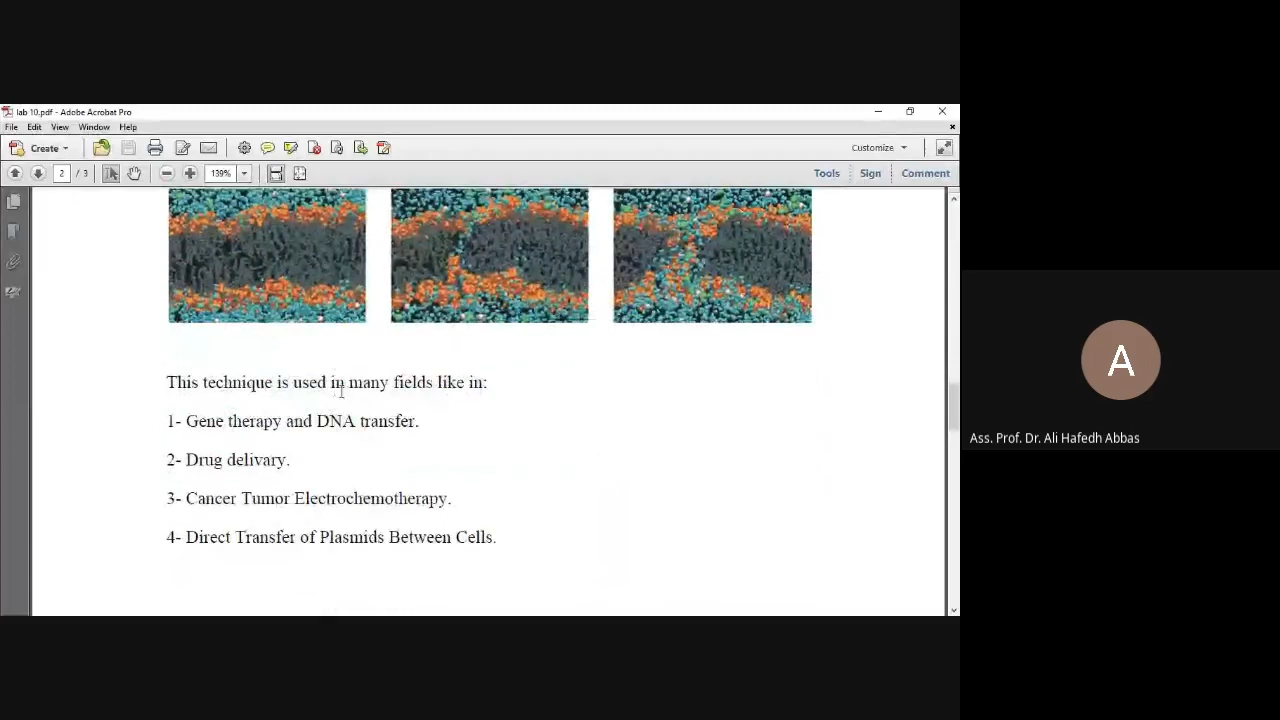 lab 10.pdf - Adobe Acrobat Pro
File Edit View Window Help
Create Customize
2 / 3 139% Tools Sign Comment
This technique is used in many fields like in:
1- Gene therapy and DNA transfer.
2- Drug delivary.
3- Cancer Tumor Electrochemotherapy.
4- Direct Transfer of Plasmids Between Cells.
A
Ass. Prof. Dr. Ali Hafedh Abbas